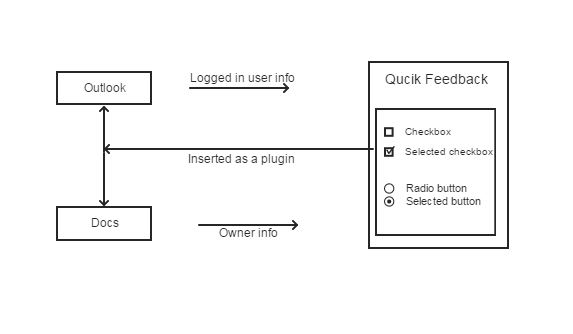 Outlook
Logged in user info
Qucik Feedback
Checkbox
Selected checkbox
Inserted as a plugin
Radio button
Selected button
Docs
Owner info